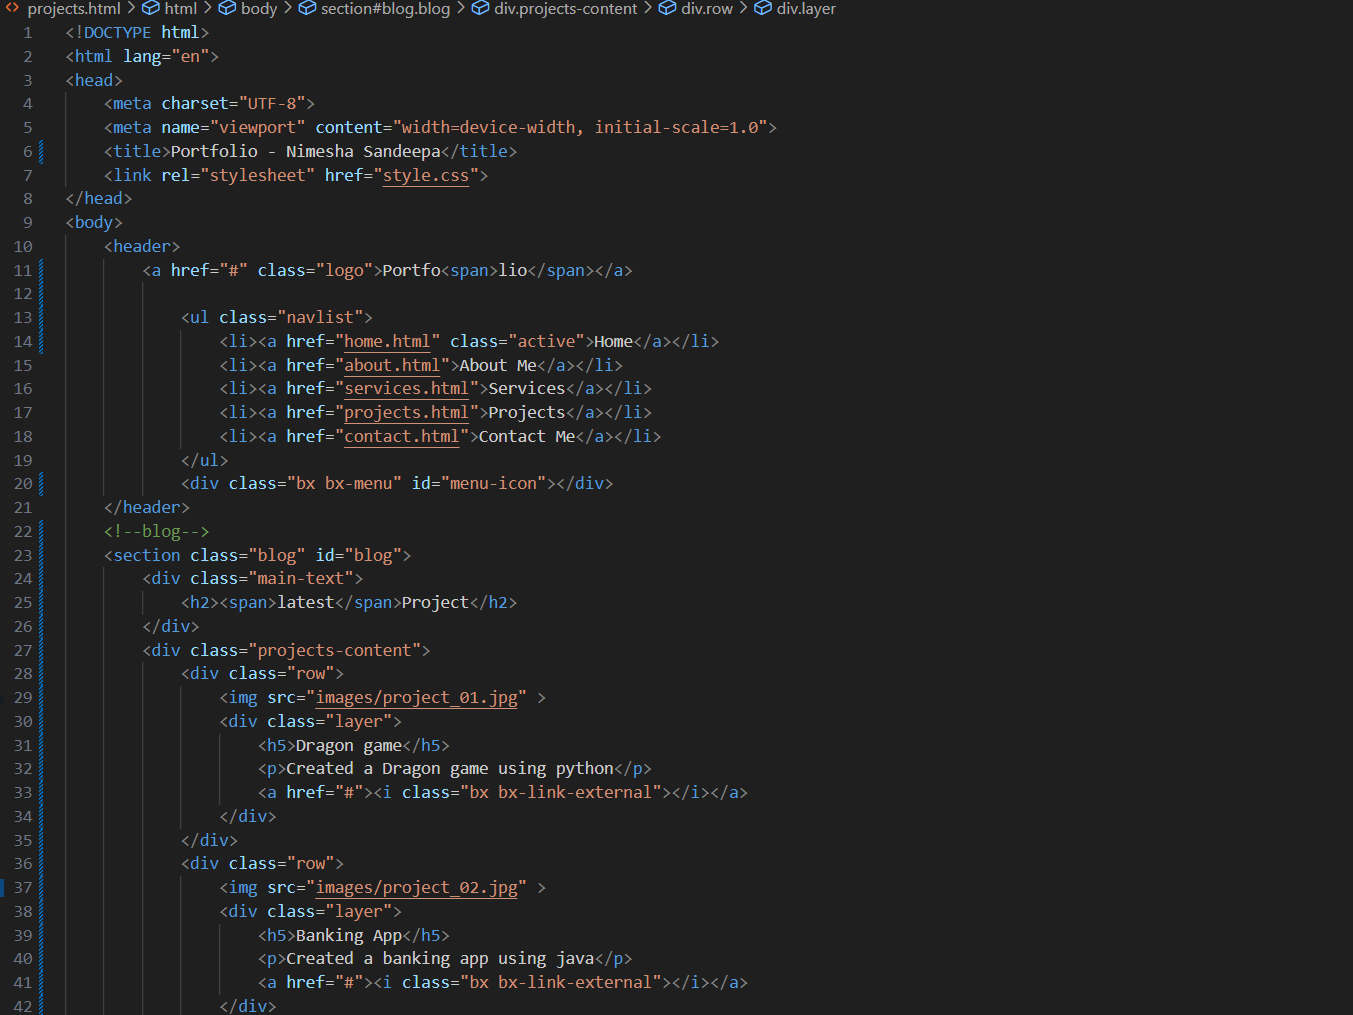 projects.html > html > body > section#blog.blog > div.projects-content > div.row > div.layer
1 <!DOCTYPE html>
2 <html lang="en">
3 <head>
4 <meta charset="UTF-8">
5 <meta name="viewport" content="width=device-width, initial-scale=1.0">
6 <title>Portfolio - Nimesha Sandeepa</title>
7 <link rel="stylesheet" href="style.css">
8 </head>
9 <body>
10 <header>
11 <a href="#" class="logo">Portfo<span>lio</span></a>
12
13 <ul class="navlist">
14 <li><a href="home.html" class="active">Home</a></li>
15 <li><a href="about.html">About Me</a></li>
16 <li><a href="services.html">Services</a></li>
17 <li><a href="projects.html">Projects</a></li>
18 <li><a href="contact.html">Contact Me</a></li>
19 </ul>
20 <div class="bx bx-menu" id="menu-icon"></div>
21 </header>
22 <!--blog-->
23 <section class="blog" id="blog">
24 <div class="main-text">
25 <h2><span>latest</span>Project</h2>
26 </div>
27 <div class="projects-content">
28 <div class="row">
29 <img src="images/project_01.jpg" >
30 <div class="layer">
31 <h5>Dragon game</h5>
32 <p>Created a Dragon game using python</p>
33 <a href="#"><i class="bx bx-link-external"></i></a>
34 </div>
35 </div>
36 <div class="row">
37 <img src="images/project_02.jpg" >
38 <div class="layer">
39 <h5>Banking App</h5>
40 <p>Created a banking app using java</p>
41 <a href="#"><i class="bx bx-link-external"></i></a>
42 </div>